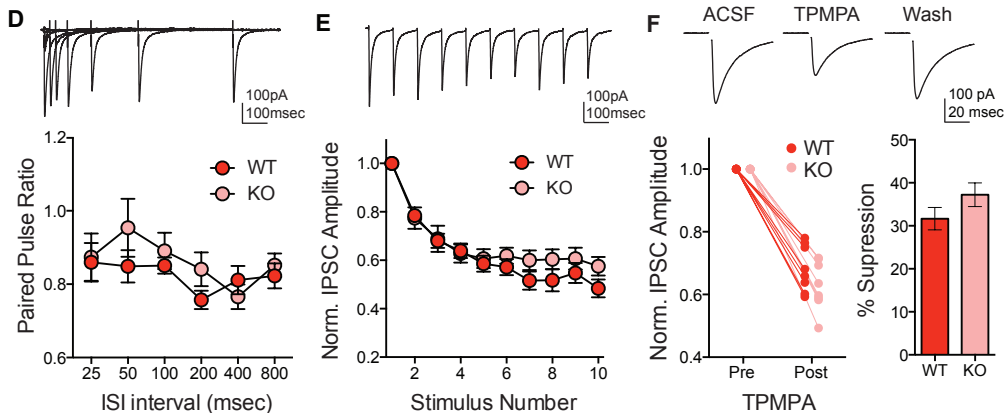 D
100pA
100msec
1.2
1.0
0.8
0.6
Paired Pulse Ratio
WT
KO
25 50 100 200 400 800
ISI interval (msec)
E
100pA
100msec
1.0
0.8
0.6
0.4
0.2
Norm. IPSC Amplitude
WT
KO
2 4 6 8 10
Stimulus Number
F
ACSF TPMPA Wash
100 pA
20 msec
1.0
0.8
0.6
0.4
Norm. IPSC Amplitude
WT
KO
Pre Post
TPMPA
50
40
30
20
10
0
% Supression
WT KO